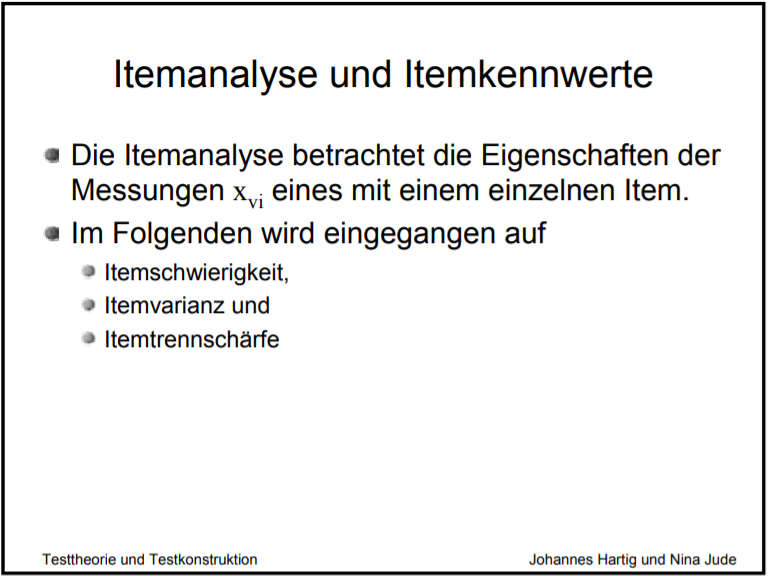 Itemanalyse und Itemkennwerte
Die Itemanalyse betrachtet die Eigenschaften der
Messungen xvi eines mit einem einzelnen Item.
Im Folgenden wird eingegangen auf
Itemschwierigkeit,
Itemvarianz und
Itemtrennschärfe
Testtheorie und Testkonstruktion
Johannes Hartig und Nina Jude